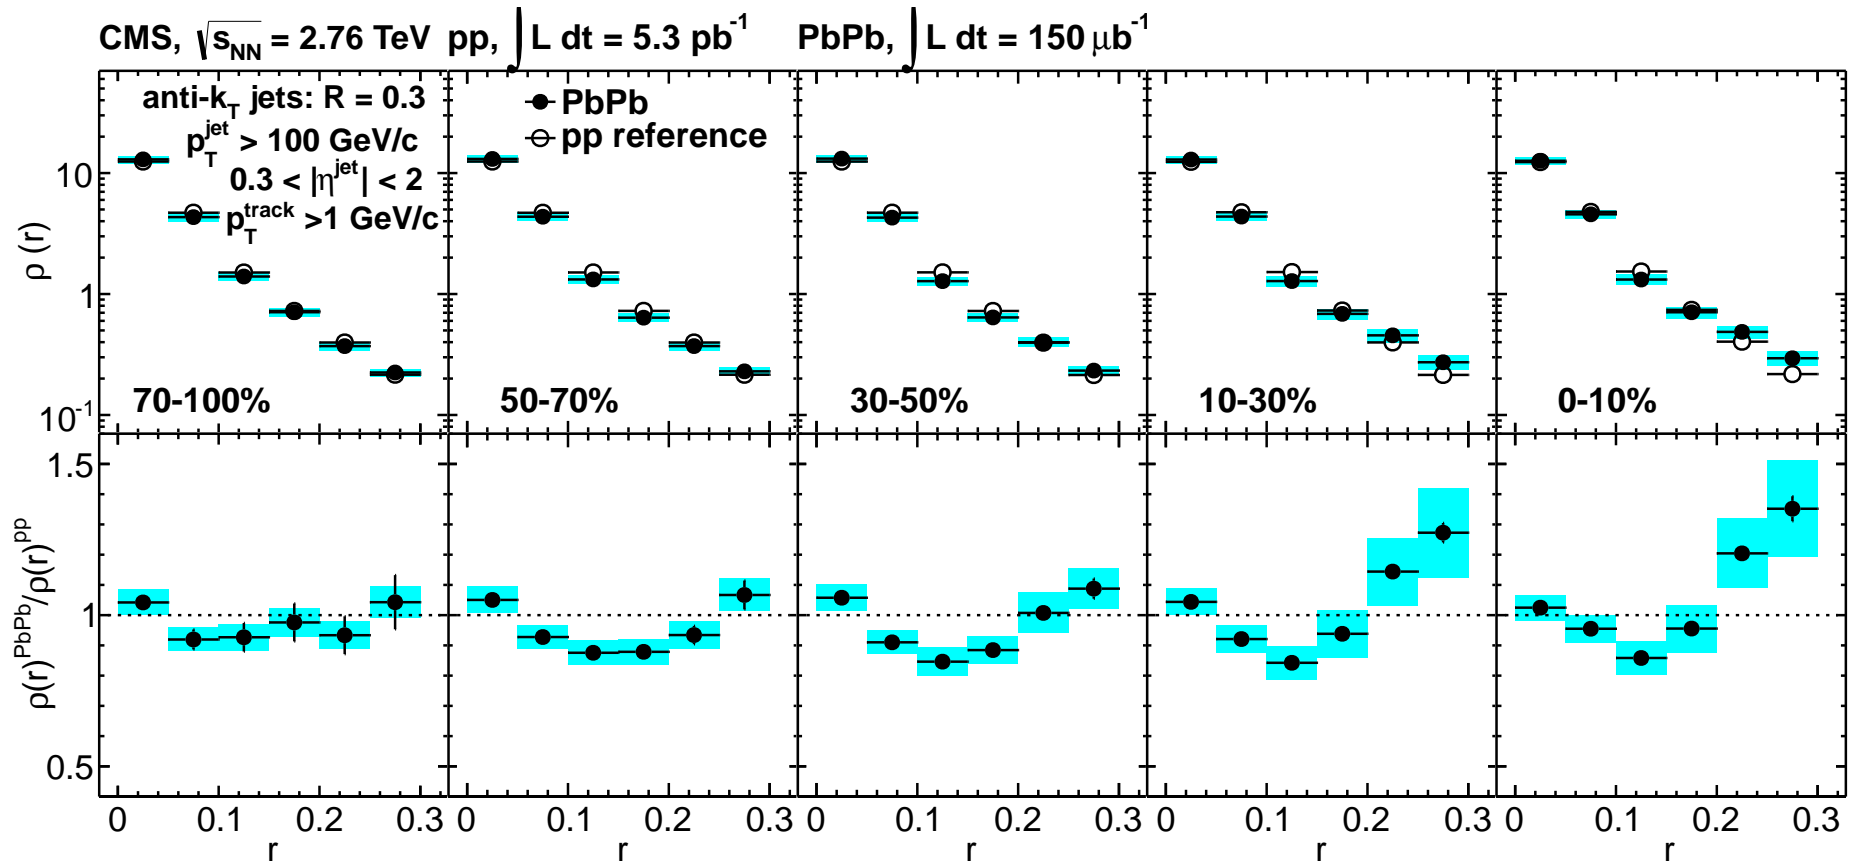 CMS, √s_NN = 2.76 TeV pp, ∫ L dt = 5.3 pb⁻¹ PbPb, ∫ L dt = 150 μb⁻¹
anti-k_T jets: R = 0.3
p_T^jet > 100 GeV/c
0.3 < |η^jet| < 2
p_T^track >1 GeV/c
PbPb
pp reference
10
1
10⁻¹
ρ (r)
70-100% 50-70% 30-50% 10-30% 0-10%
1.5
1
0.5
ρ(r)^PbPb/ρ(r)^pp
0 0.1 0.2 0.3 0 0.1 0.2 0.3 0 0.1 0.2 0.3 0 0.1 0.2 0.3 0 0.1 0.2 0.3
r r r r r